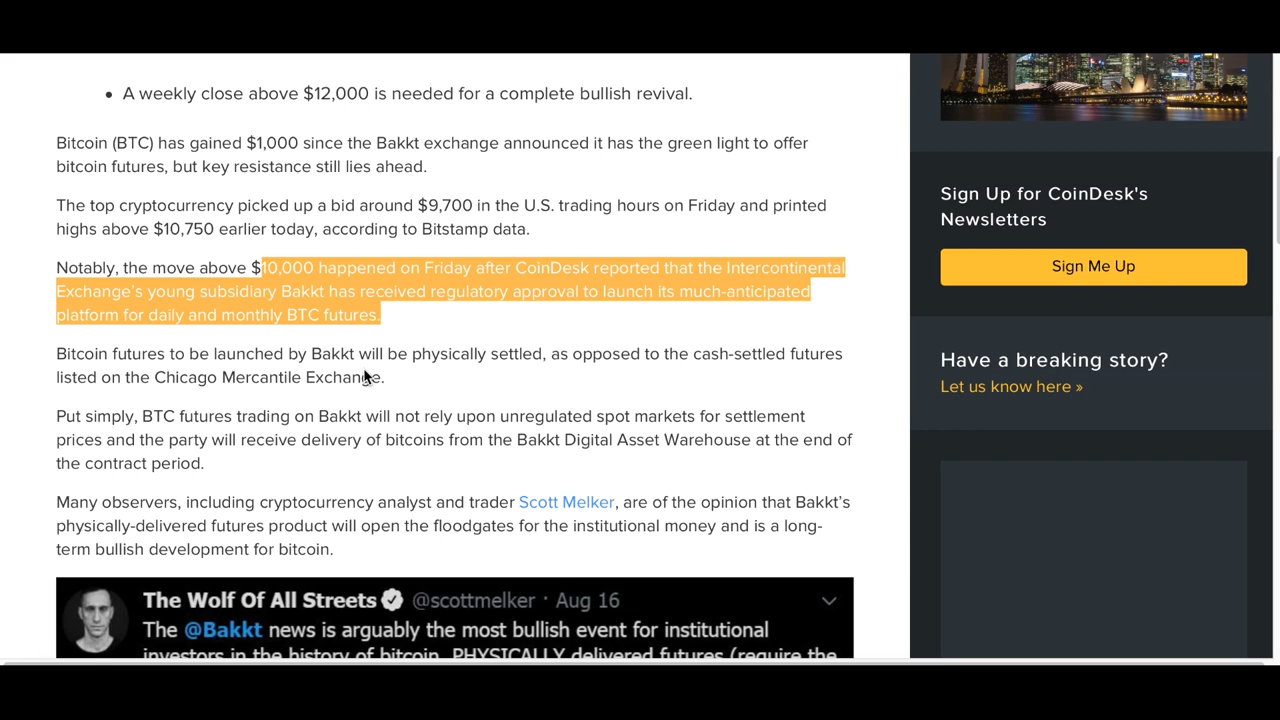 • A weekly close above $12,000 is needed for a complete bullish revival.
Bitcoin (BTC) has gained $1,000 since the Bakkt exchange announced it has the green light to offer
bitcoin futures, but key resistance still lies ahead.
The top cryptocurrency picked up a bid around $9,700 in the U.S. trading hours on Friday and printed
highs above $10,750 earlier today, according to Bitstamp data.
Notably, the move above $10,000 happened on Friday after CoinDesk reported that the Intercontinental
Exchange's young subsidiary Bakkt has received regulatory approval to launch its much-anticipated
platform for daily and monthly BTC futures.
Bitcoin futures to be launched by Bakkt will be physically settled, as opposed to the cash-settled futures
listed on the Chicago Mercantile Exchange.
Put simply, BTC futures trading on Bakkt will not rely upon unregulated spot markets for settlement
prices and the party will receive delivery of bitcoins from the Bakkt Digital Asset Warehouse at the end of
the contract period.
Many observers, including cryptocurrency analyst and trader Scott Melker, are of the opinion that Bakkt's
physically-delivered futures product will open the floodgates for the institutional money and is a long-
term bullish development for bitcoin.
The Wolf Of All Streets @scottmelker · Aug 16
The @Bakkt news is arguably the most bullish event for institutional
investors in the history of bitcoin. PHYSICALLY delivered futures (require the
Sign Up for CoinDesk's
Newsletters
Sign Me Up
Have a breaking story?
Let us know here »